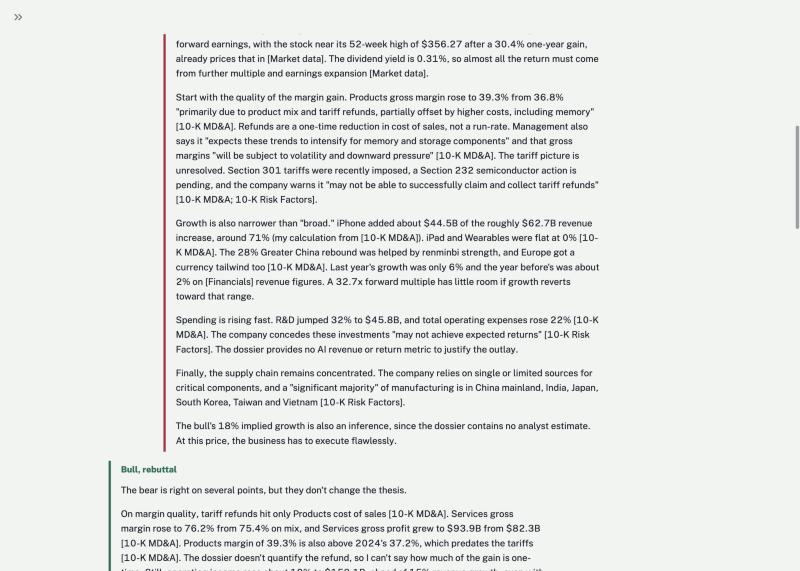 »
forward earnings, with the stock near its 52-week high of $356.27 after a 30.4% one-year gain,
already prices that in [Market data]. The dividend yield is 0.31%, so almost all the return must come
from further multiple and earnings expansion [Market data].
Start with the quality of the margin gain. Products gross margin rose to 39.3% from 36.8%
"primarily due to product mix and tariff refunds, partially offset by higher costs, including memory"
[10-K MD&A]. Refunds are a one-time reduction in cost of sales, not a run-rate. Management also
says it "expects these trends to intensify for memory and storage components" and that gross
margins "will be subject to volatility and downward pressure" [10-K MD&A]. The tariff picture is
unresolved. Section 301 tariffs were recently imposed, a Section 232 semiconductor action is
pending, and the company warns it "may not be able to successfully claim and collect tariff refunds"
[10-K MD&A; 10-K Risk Factors].
Growth is also narrower than "broad." iPhone added about $44.5B of the roughly $62.7B revenue
increase, around 71% (my calculation from [10-K MD&A]). iPad and Wearables were flat at 0% [10-
K MD&A]. The 28% Greater China rebound was helped by renminbi strength, and Europe got a
currency tailwind too [10-K MD&A]. Last year's growth was only 6% and the year before's was about
2% on [Financials] revenue figures. A 32.7x forward multiple has little room if growth reverts
toward that range.
Spending is rising fast. R&D jumped 32% to $45.8B, and total operating expenses rose 22% [10-K
MD&A]. The company concedes these investments "may not achieve expected returns" [10-K Risk
Factors]. The dossier provides no AI revenue or return metric to justify the outlay.
Finally, the supply chain remains concentrated. The company relies on single or limited sources for
critical components, and a "significant majority" of manufacturing is in China mainland, India, Japan,
South Korea, Taiwan and Vietnam [10-K Risk Factors].
The bull's 18% implied growth is also an inference, since the dossier contains no analyst estimate.
At this price, the business has to execute flawlessly.
Bull, rebuttal
The bear is right on several points, but they don't change the thesis.
On margin quality, tariff refunds hit only Products cost of sales [10-K MD&A]. Services gross
margin rose to 76.2% from 75.4% on mix, and Services gross profit grew to $93.9B from $82.3B
[10-K MD&A]. Products margin of 39.3% is also above 2024's 37.2%, which predates the tariffs
[10-K MD&A]. The dossier doesn't quantify the refund, so I can't say how much of the gain is one-